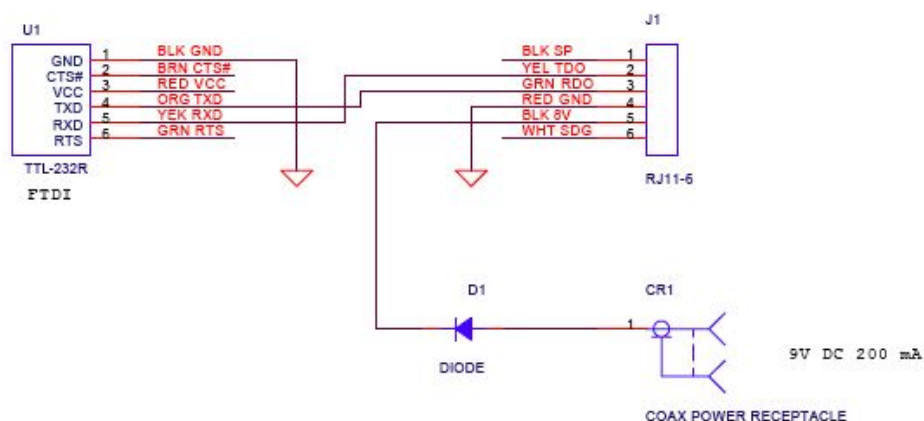 U1
GND 1 BLK GND
CTS# 2 BRN CTS#
VCC 3 RED VCC
TXD 4 ORG TXD
RXD 5 YEK RXD
RTS 6 GRN RTS
TTL-232R
FTDI
J1
BLK SP 1
YEL TDO 2
GRN RDO 3
RED GND 4
BLK 8V 5
WHT SDG 6
RJ11-6
D1
DIODE
CR1
1
9V DC 200 mA
COAX POWER RECEPTACLE